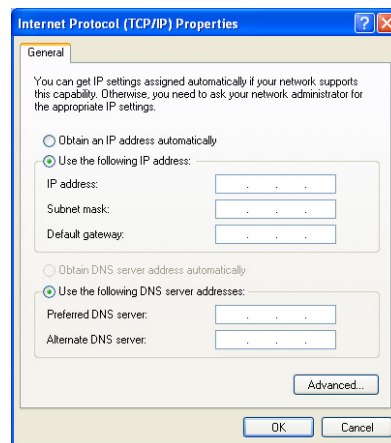 Internet Protocol (TCP/IP) Properties
General
You can get IP settings assigned automatically if your network supports
this capability. Otherwise, you need to ask your network administrator for
the appropriate IP settings.
Obtain an IP address automatically
Use the following IP address:
IP address:
Subnet mask:
Default gateway:
Obtain DNS server address automatically
Use the following DNS server addresses:
Preferred DNS server:
Alternate DNS server:
Advanced...
OK Cancel